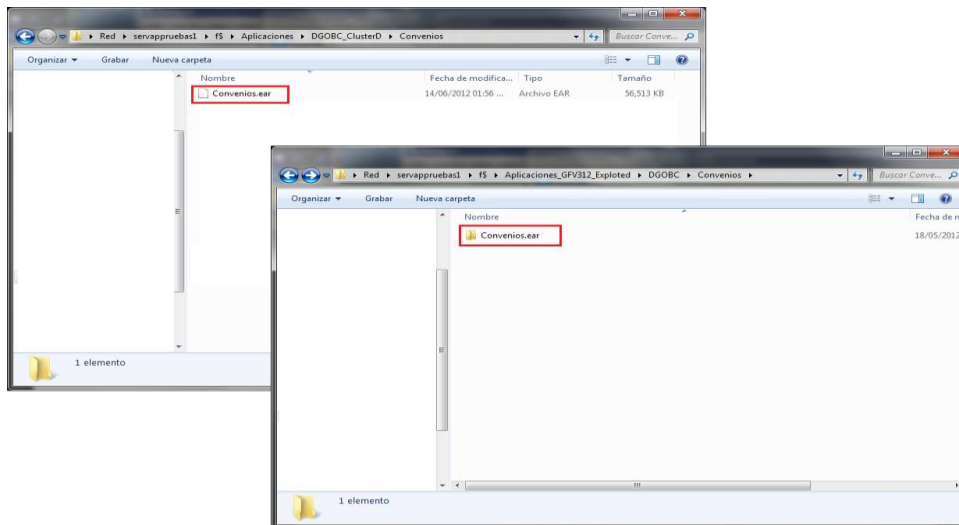 Red ▸ servappruebas1 ▸ f$ ▸ Aplicaciones ▸ DGOBC_ClusterD ▸ Convenios
Buscar Conve...
Organizar Grabar Nueva carpeta
Nombre Fecha de modifica... Tipo Tamaño
Convenios.ear 14/06/2012 01:56 ... Archivo EAR 56,513 KB
1 elemento
Red ▸ servappruebas1 ▸ f$ ▸ Aplicaciones_GFV312_Exploted ▸ DGOBC ▸ Convenios ▸
Buscar Conve...
Organizar Grabar Nueva carpeta
Nombre Fecha de n
Convenios.ear 18/05/2012
1 elemento